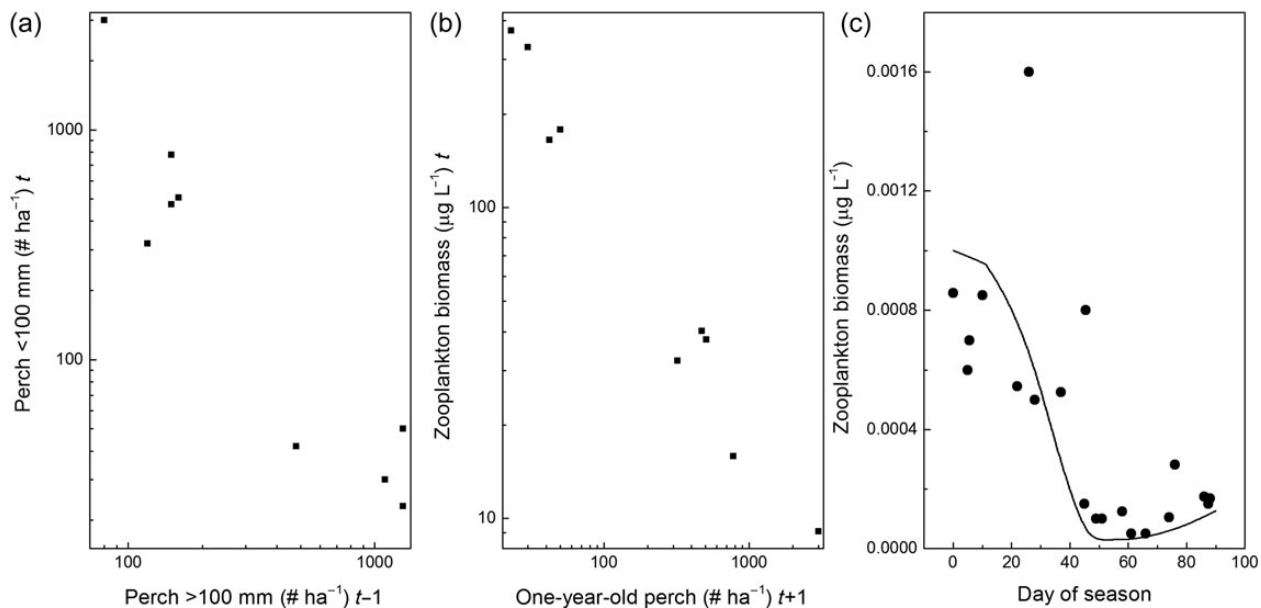 (a)
Perch <100 mm (# ha⁻¹) t
1000
100
100
1000
Perch >100 mm (# ha⁻¹) t–1
(b)
Zooplankton biomass (µg L⁻¹) t
100
10
100
1000
One-year-old perch (# ha⁻¹) t+1
(c)
Zooplankton biomass (µg L⁻¹)
0.0016
0.0012
0.0008
0.0004
0.0000
0
20
40
60
80
100
Day of season